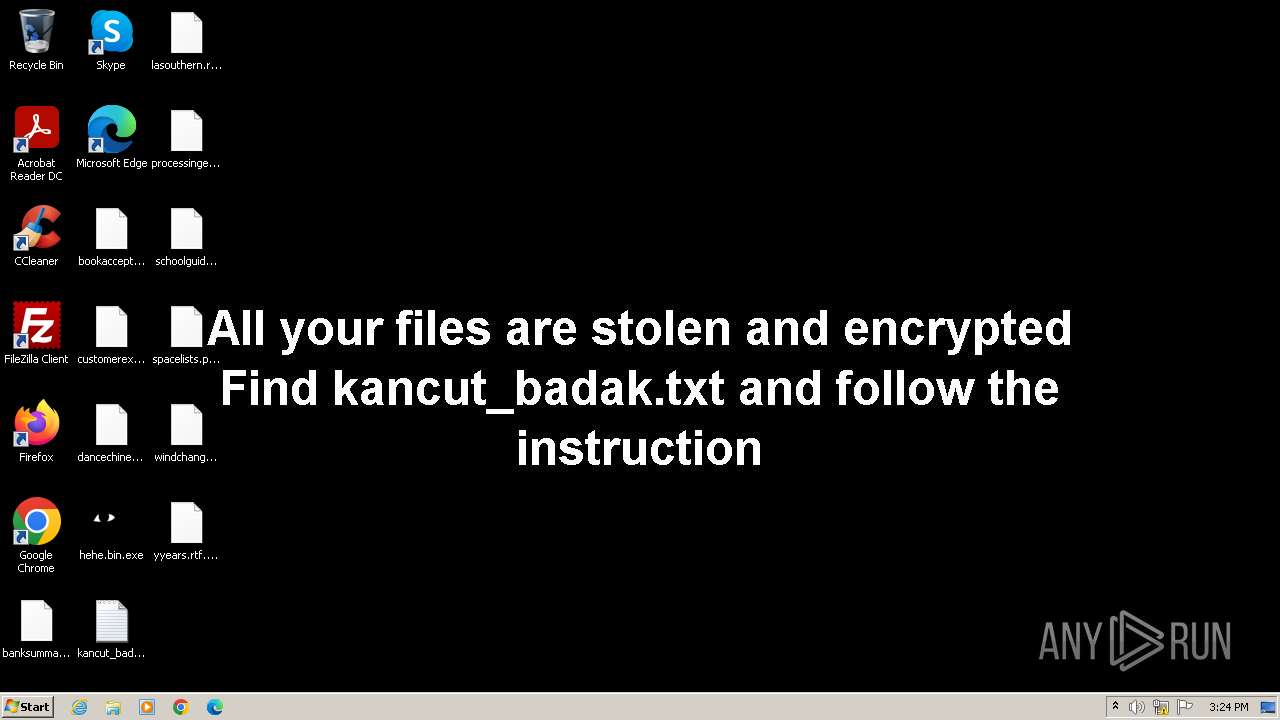 Recycle Bin
Skype
lasouthern.r...
Acrobat
Reader DC
Microsoft Edge
processinge...
CCleaner
bookaccept...
schoolguid...
FileZilla Client
customerex...
spacelists.p...
All your files are stolen and encrypted
Find kancut_badak.txt and follow the
instruction
Firefox
dancechine...
windchang...
Google
Chrome
hehe.bin.exe
yyears.rtf....
banksumma...
kancut_bad...
ANY RUN
Start
3:24 PM